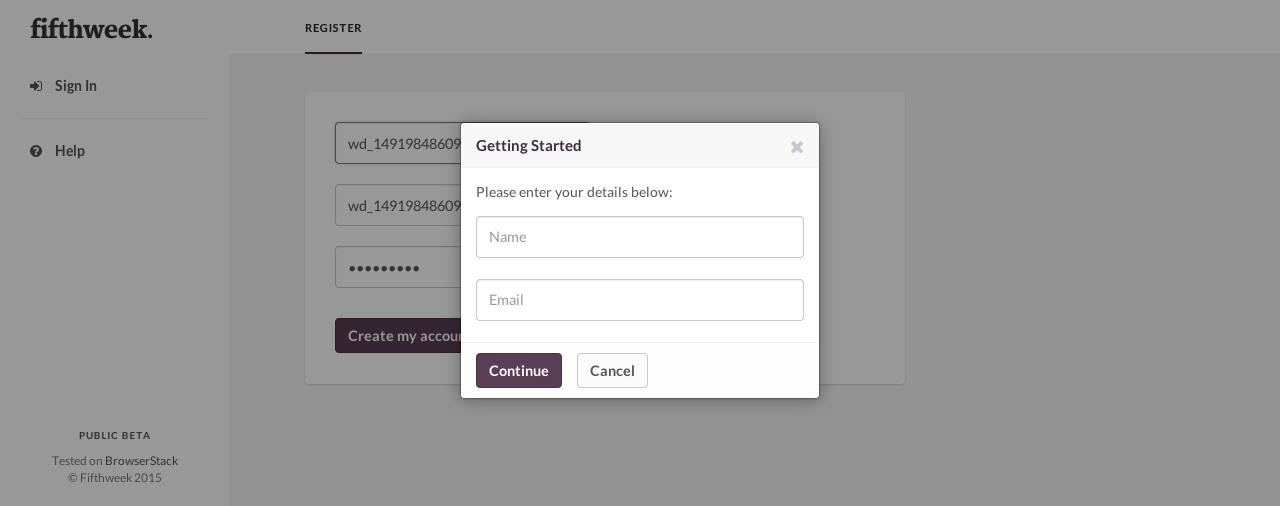 fifthweek.
REGISTER
Sign In
Help
wd_14919848609
wd_14919848609
•••••••••
Create my accou
Getting Started
✖
Please enter your details below:
Name
Email
Continue
Cancel
PUBLIC BETA
Tested on BrowserStack
© Fifthweek 2015